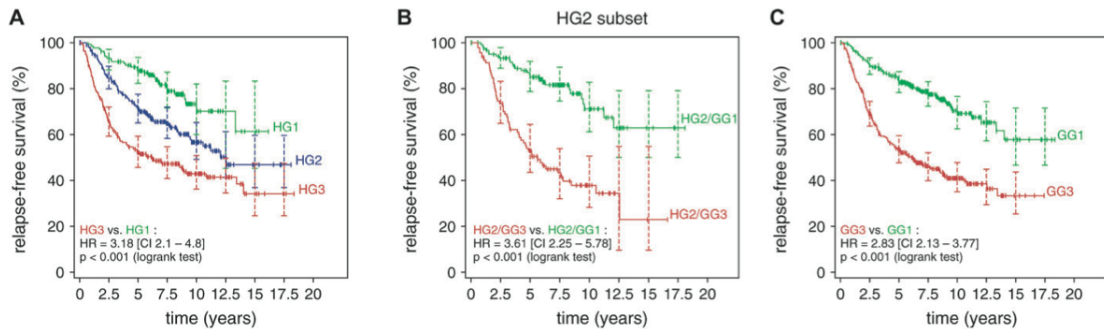 A
B
HG2 subset
C
relapse-free survival (%)
100
80
60
40
20
0
HG1
HG2
HG3
HG3 vs. HG1 :
HR = 3.18 [CI 2.1 – 4.8]
p < 0.001 (logrank test)
0 2.5 5 7.5 10 12.5 15 17.5 20
time (years)
relapse-free survival (%)
100
80
60
40
20
0
HG2/GG1
HG2/GG3
HG2/GG3 vs. HG2/GG1 :
HR = 3.61 [CI 2.25 – 5.78]
p < 0.001 (logrank test)
0 2.5 5 7.5 10 12.5 15 17.5 20
time (years)
relapse-free survival (%)
100
80
60
40
20
0
GG1
GG3
GG3 vs. GG1 :
HR = 2.83 [CI 2.13 – 3.77]
p < 0.001 (logrank test)
0 2.5 5 7.5 10 12.5 15 17.5 20
time (years)